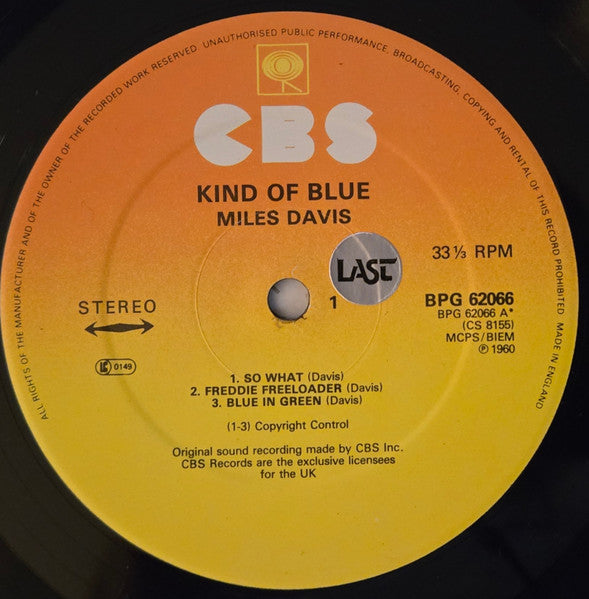 ALL RIGHTS OF THE MANUFACTURER AND OF THE OWNER OF THE RECORDED WORK RESERVED. UNAUTHORISED PUBLIC PERFORMANCE, BROADCASTING, COPYING AND RENTAL OF THIS RECORD PROHIBITED. MADE IN ENGLAND
CBS
KIND OF BLUE
MILES DAVIS
LAST
33⅓ RPM
STEREO
1
BPG 62066
BPG 62066 A*
(CS 8155)
MCPS/BIEM
℗ 1960
LC 0149
1. SO WHAT (Davis)
2. FREDDIE FREELOADER (Davis)
3. BLUE IN GREEN (Davis)
(1-3) Copyright Control
Original sound recording made by CBS Inc.
CBS Records are the exclusive licensees
for the UK